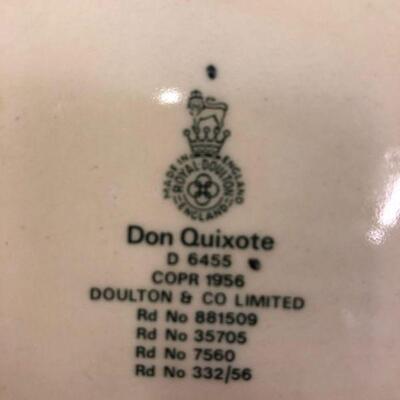 MADE IN ENGLAND
ROYAL DOULTON
ENGLAND
Don Quixote
D 6455
COPR 1956
DOULTON & CO LIMITED
Rd No 881509
Rd No 35705
Rd No 7560
Rd No 332/56